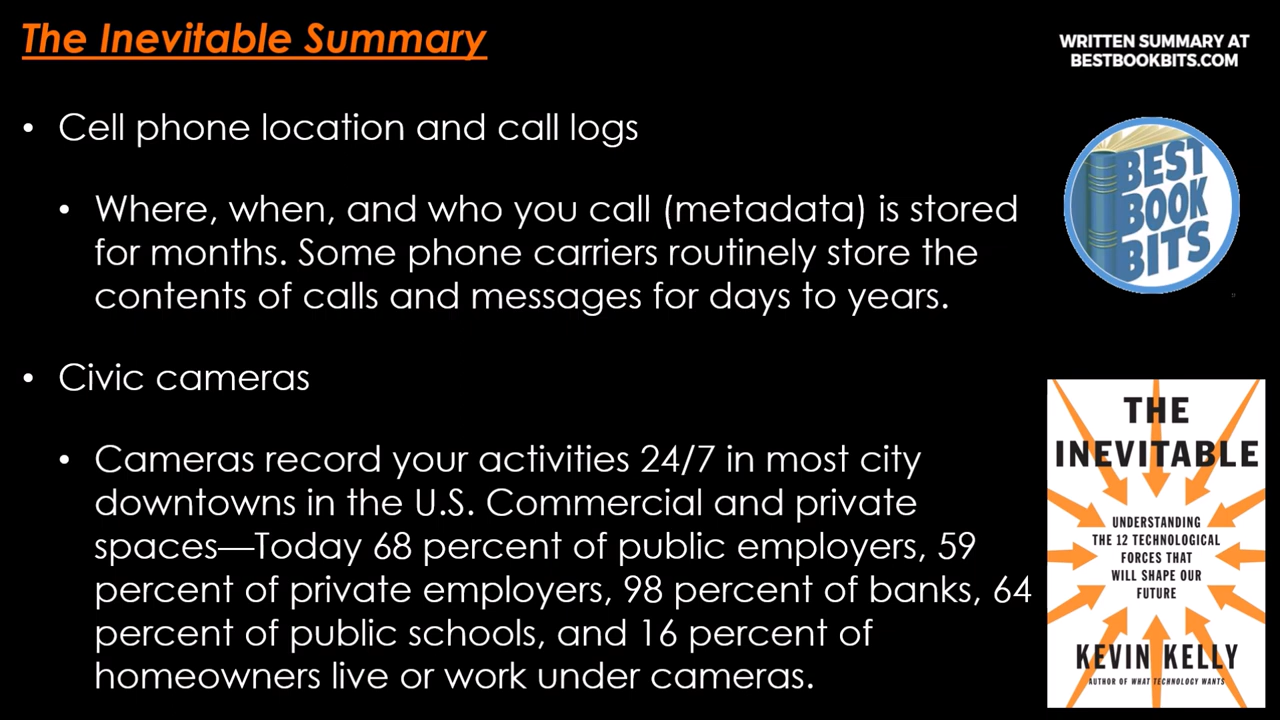 The Inevitable Summary
WRITTEN SUMMARY AT
BESTBOOKBITS.COM
• Cell phone location and call logs
• Where, when, and who you call (metadata) is stored
for months. Some phone carriers routinely store the
contents of calls and messages for days to years.
• Civic cameras
• Cameras record your activities 24/7 in most city
downtowns in the U.S. Commercial and private
spaces—Today 68 percent of public employers, 59
percent of private employers, 98 percent of banks, 64
percent of public schools, and 16 percent of
homeowners live or work under cameras.
BEST
BOOK
BITS
THE
INEVITABLE
UNDERSTANDING
THE 12 TECHNOLOGICAL
FORCES THAT
WILL SHAPE OUR
FUTURE
KEVIN KELLY
AUTHOR OF WHAT TECHNOLOGY WANTS